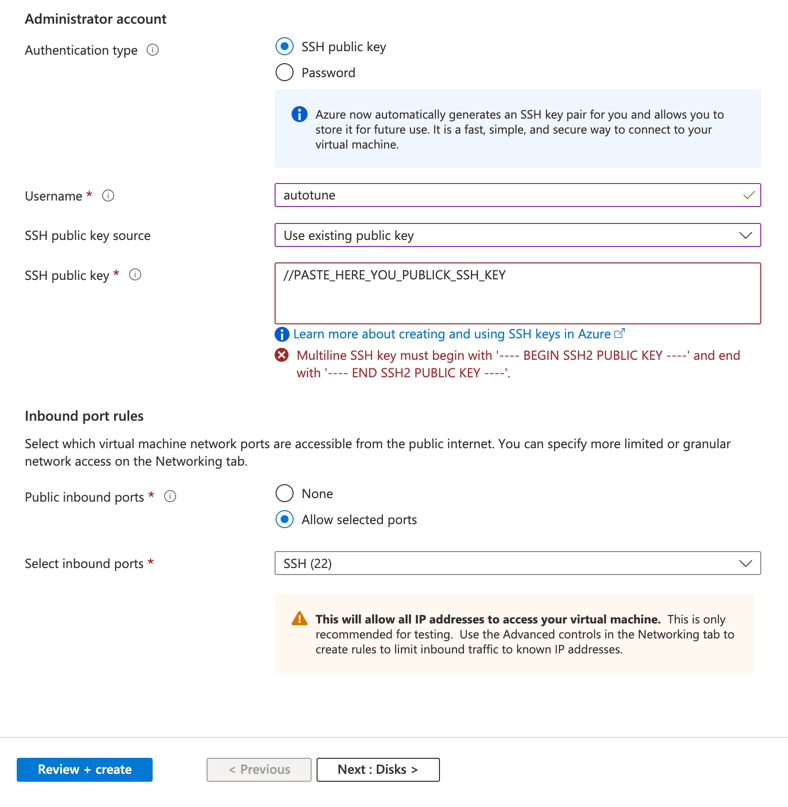 Administrator account
Authentication type
SSH public key
Password
Azure now automatically generates an SSH key pair for you and allows you to
store it for future use. It is a fast, simple, and secure way to connect to your
virtual machine.
Username *
autotune
SSH public key source
Use existing public key
SSH public key *
//PASTE_HERE_YOU_PUBLICK_SSH_KEY
Learn more about creating and using SSH keys in Azure
Multiline SSH key must begin with '---- BEGIN SSH2 PUBLIC KEY ----' and end
with '---- END SSH2 PUBLIC KEY ----'.
Inbound port rules
Select which virtual machine network ports are accessible from the public internet. You can specify more limited or granular
network access on the Networking tab.
Public inbound ports *
None
Allow selected ports
Select inbound ports *
SSH (22)
This will allow all IP addresses to access your virtual machine. This is only
recommended for testing. Use the Advanced controls in the Networking tab to
create rules to limit inbound traffic to known IP addresses.
Review + create
< Previous
Next : Disks >